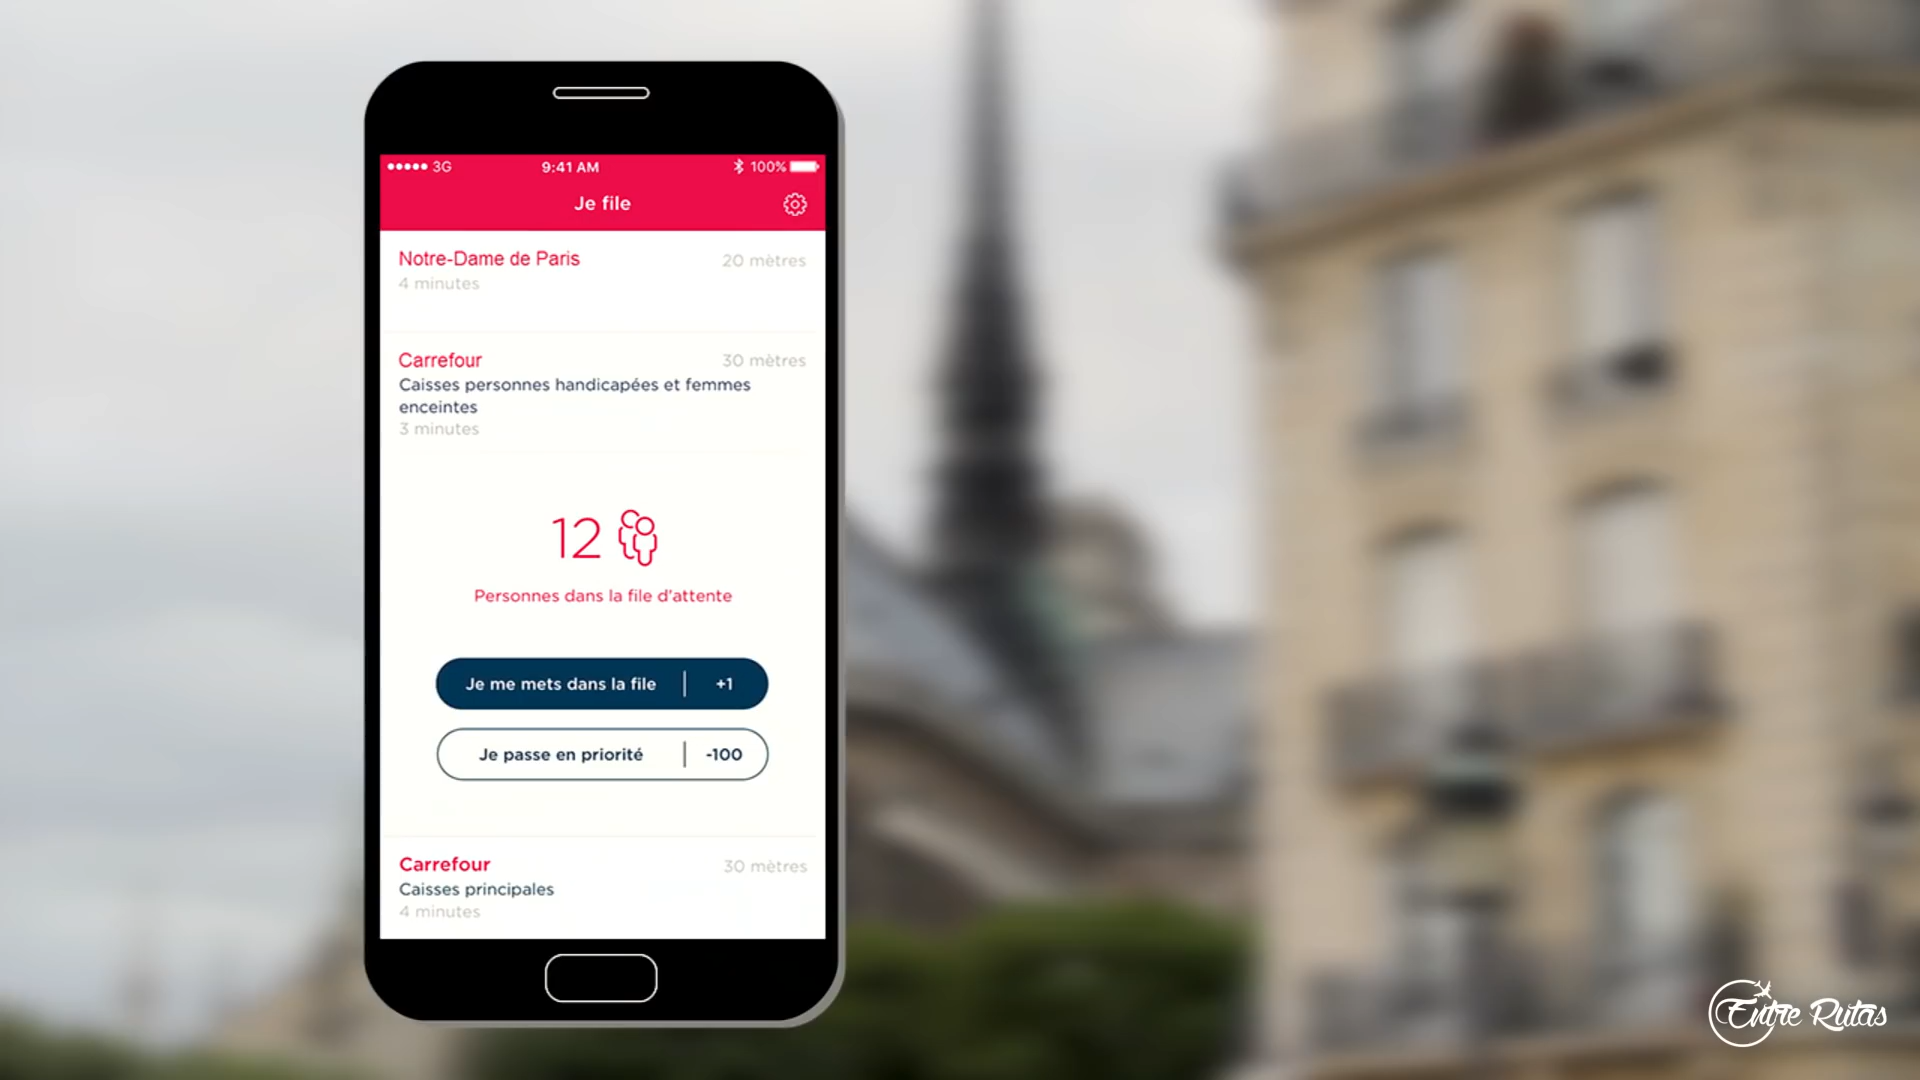 3G 9:41 AM 100%
Je file
Notre-Dame de Paris 20 mètres
4 minutes
Carrefour 30 mètres
Caisses personnes handicapées et femmes
enceintes
3 minutes
12
Personnes dans la file d'attente
Je me mets dans la file | +1
Je passe en priorité | -100
Carrefour 30 mètres
Caisses principales
4 minutes
Entre Rutas